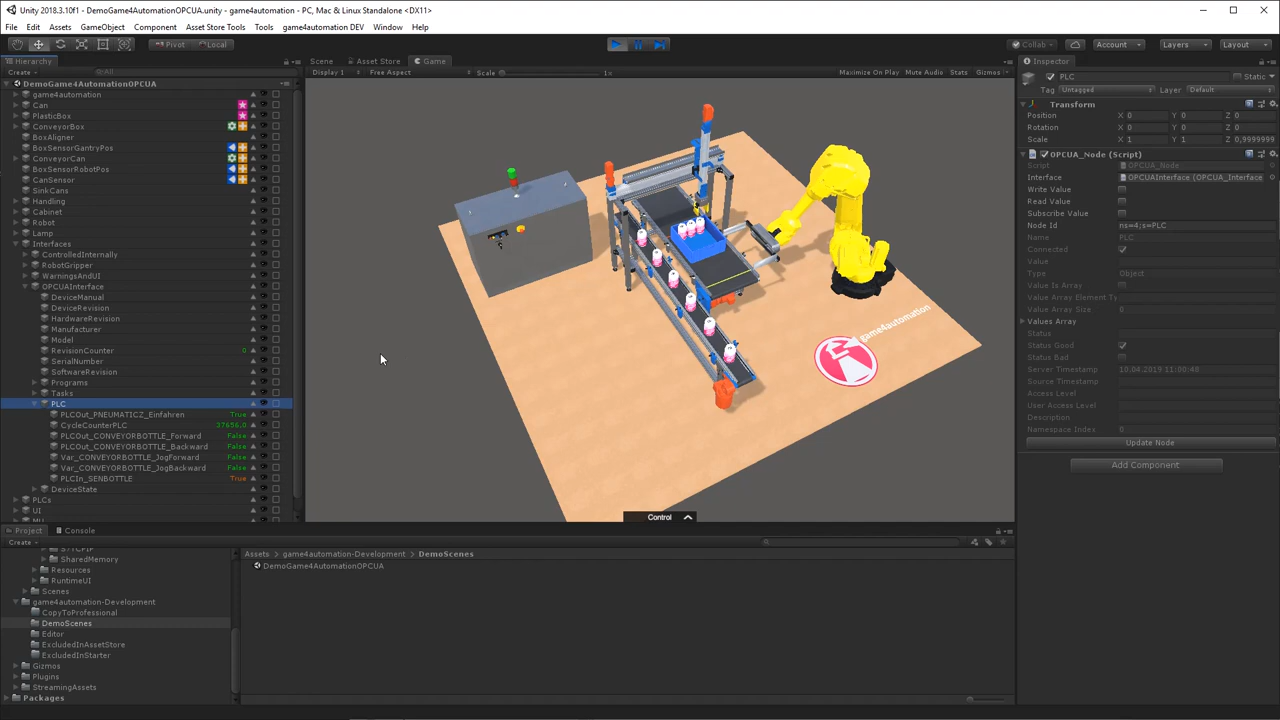 Unity 2018.3.10f1 - DemoGame4AutomationOPCUA.unity - game4automation - PC, Mac & Linux Standalone <DX11>
File Edit Assets GameObject Component Asset Store Tools Tools game4automation DEV Window Help
Pivot Local Collab Account Layers Layout
Hierarchy
Create All
DemoGame4AutomationOPCUA
game4automation
Can
PlasticBox
ConveyorBox
BoxAligner
BoxSensorGantryPos
ConveyorCan
BoxSensorRobotPos
CanSensor
SinkCans
Handling
Cabinet
Robot
Lamp
Interfaces
ControlledInternally
RobotGripper
WarningsAndUI
OPCUAInterface
DeviceManual
DeviceRevision
HardwareRevision
Manufacturer
Model
RevisionCounter 0
SerialNumber
SoftwareRevision
Programs
Tasks
PLC
PLCOut_PNEUMATICZ_Einfahren True
CycleCounterPLC 37656.0
PLCOut_CONVEYORBOTTLE_Forward False
PLCOut_CONVEYORBOTTLE_Backward False
Var_CONVEYORBOTTLE_JogForward False
Var_CONVEYORBOTTLE_JogBackward False
PLCIn_SENBOTTLE True
DeviceState
PLCs
UI
MU
Scene Asset Store Game
Display 1 Free Aspect Scale 1x Maximize On Play Mute Audio Stats Gizmos
game4automation
Control
Inspector
PLC Static
Tag Untagged Layer Default
Transform
Position X 0 Y 0 Z 0
Rotation X 0 Y 0 Z 0
Scale X 1 Y 1 Z 0,9999999
OPCUA_Node (Script)
Script OPCUA_Node
Interface OPCUAInterface (OPCUA_Interface
Write Value
Read Value
Subscribe Value
Node Id ns=4;s=PLC
Name PLC
Connected
Value
Type Object
Value Is Array
Value Array Element Ty
Value Array Size 0
Values Array
Status
Status Good
Status Bad
Server Timestamp 10.04.2019 11:00:48
Source Timestamp
Access Level
User Access Level
Description
Namespace Index 0
Update Node
Add Component
Project Console
Create
S7TCPIP
SharedMemory
Resources
RuntimeUI
Scenes
game4automation-Development
CopyToProfessional
DemoScenes
Editor
ExcludedInAssetStore
ExcludedInStarter
Gizmos
Plugins
StreamingAssets
Packages
Assets game4automation-Development DemoScenes
DemoGame4AutomationOPCUA